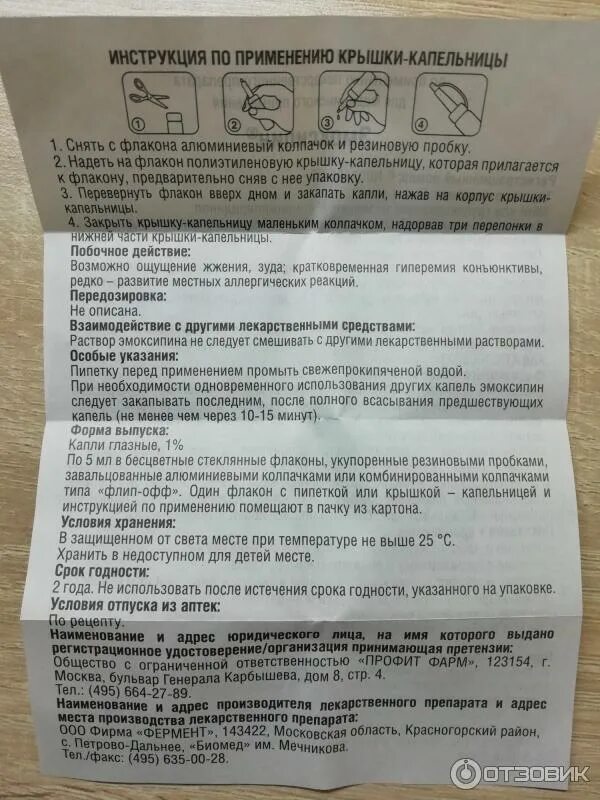 ИНСТРУКЦИЯ ПО ПРИМЕНЕНИЮ КРЫШКИ-КАПЕЛЬНИЦЫ
1 2 3 4
1. Снять с флакона алюминиевый колпачок и резиновую пробку.
2. Надеть на флакон полиэтиленовую крышку-капельницу, которая прилагается
к флакону, предварительно сняв с нее упаковку.
3. Перевернуть флакон вверх дном и закапать капли, нажав на корпус крышки-
капельницы.
4. Закрыть крышку-капельницу маленьким колпачком, надорвав три перепонки в
нижней части крышки-капельницы.
Побочное действие:
Возможно ощущение жжения, зуда; кратковременная гиперемия конъюнктивы,
редко – развитие местных аллергических реакций.
Передозировка:
Не описана.
Взаимодействие с другими лекарственными средствами:
Раствор эмоксипина не следует смешивать с другими лекарственными растворами.
Особые указания:
Пипетку перед применением промыть свежепрокипяченой водой.
При необходимости одновременного использования других капель эмоксипин
следует закапывать последним, после полного всасывания предшествующих
капель (не менее чем через 10-15 минут).
Форма выпуска:
Капли глазные, 1%
По 5 мл в бесцветные стеклянные флаконы, укупоренные резиновыми пробками,
завальцованные алюминиевыми колпачками или комбинированными колпачками
типа «флип-офф». Один флакон с пипеткой или крышкой – капельницей и
инструкцией по применению помещают в пачку из картона.
Условия хранения:
В защищенном от света месте при температуре не выше 25 °С.
Хранить в недоступном для детей месте.
Срок годности:
2 года. Не использовать после истечения срока годности, указанного на упаковке.
Условия отпуска из аптек:
По рецепту.
Наименование и адрес юридического лица, на имя которого выдано
регистрационное удостоверение/организация принимающая претензии:
Общество с ограниченной ответственностью «ПРОФИТ ФАРМ», 123154, г.
Москва, бульвар Генерала Карбышева, дом 8, стр. 4.
Тел.: (495) 664-27-89.
Наименование и адрес производителя лекарственного препарата и адрес
места производства лекарственного препарата:
ООО Фирма «ФЕРМЕНТ», 143422, Московская область, Красногорский район,
с. Петрово-Дальнее, «Биомед» им. Мечникова.
Тел./факс: (495) 635-00-28.
ОТЗОВИК